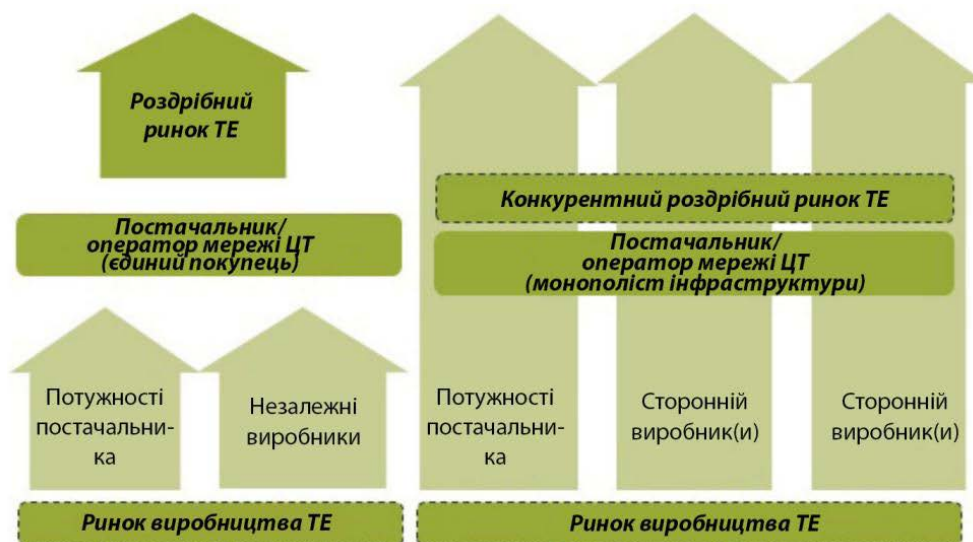 Роздрібний
ринок ТЕ
Постачальник/
оператор мережі ЦТ
(єдиний покупець)
Потужності
постачальни-
ка
Незалежні
виробники
Ринок виробництва ТЕ
Конкурентний роздрібний ринок ТЕ
Постачальник/
оператор мережі ЦТ
(монополіст інфраструктури)
Потужності
постачальни-
ка
Сторонній
виробник(и)
Сторонній
виробник(и)
Ринок виробництва ТЕ